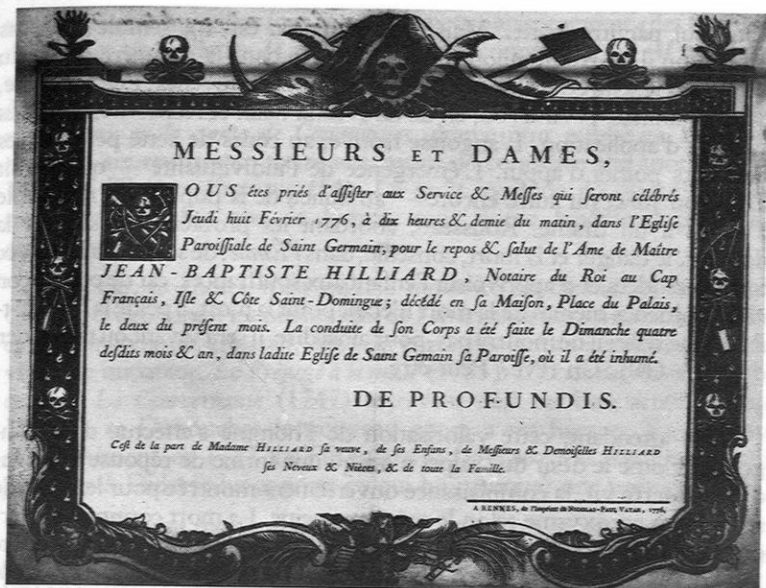 MESSIEURS ET DAMES,
VOUS êtes priés d'aſſiſter aux Service & Meſſes qui ſeront célébrés
Jeudi huit Février 1776, à dix heures & demie du matin, dans l'Egliſe
Paroiſſiale de Saint Germain, pour le repos & ſalut de l'Ame de Maître
JEAN-BAPTISTE HILLIARD, Notaire du Roi au Cap
Français, Iſle & Côte Saint-Domingue; décédé en ſa Maiſon, Place du Palais,
le deux du préſent mois. La conduite de ſon Corps a été faite le Dimanche quatre
deſdits mois & an, dans ladite Egliſe de Saint Gemain ſa Paroiſſe, où il a été inhumé.
DE PROFUNDIS.
C'eſt de la part de Madame HILLIARD ſa veuve, de ſes Enfans, de Meſſieurs & Demoiſelles HILLIARD
ſes Neveux & Nièces, & de toute la Famille.
A RENNES, de l'Imprim. de NICOLAS-PAUL VATAR, 1776.